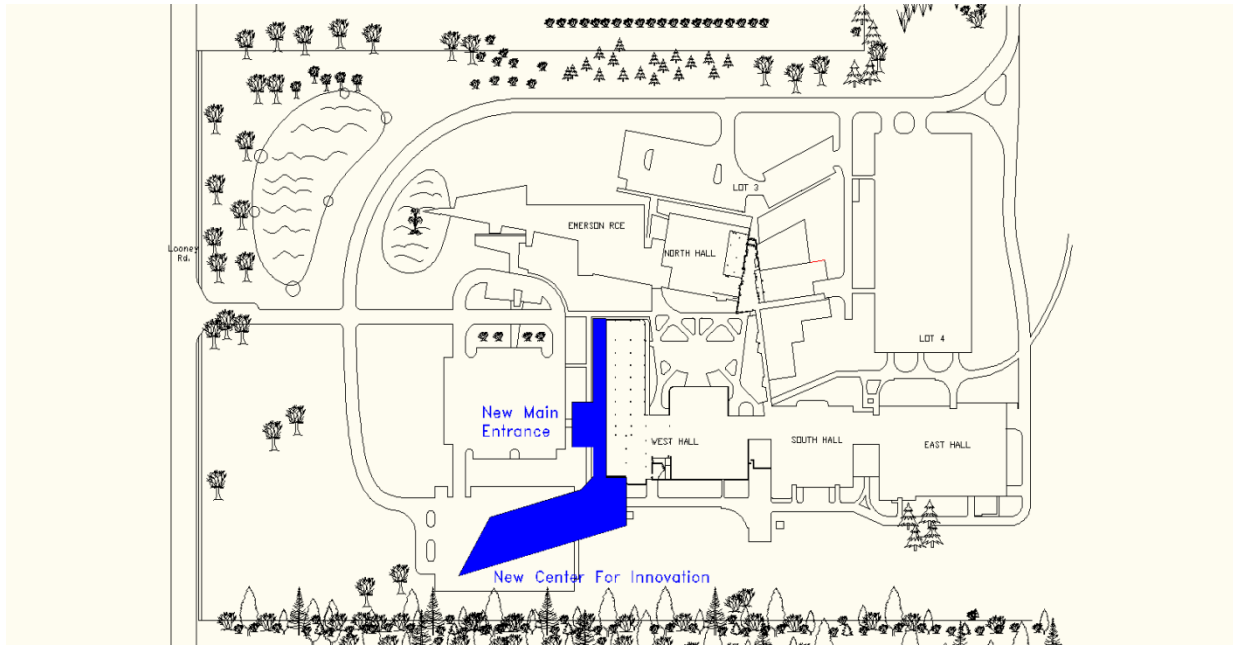 LOT 3
EMERSON RCE
NORTH HALL
Looney
Rd.
LOT 4
New Main
Entrance
WEST HALL
SOUTH HALL
EAST HALL
New Center For Innovation